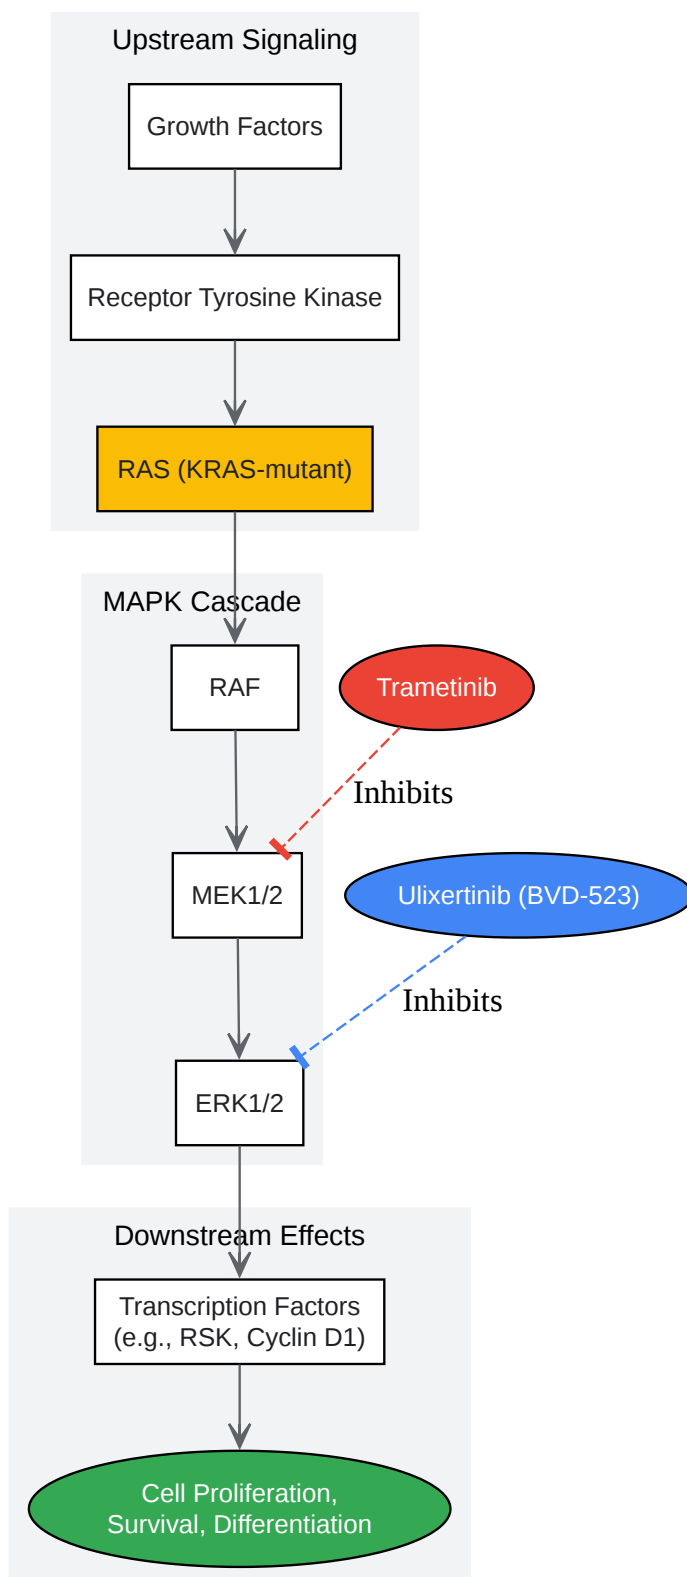 Upstream Signaling
Growth Factors
Receptor Tyrosine Kinase
RAS (KRAS-mutant)
MAPK Cascade
RAF
Trametinib
Inhibits
MEK1/2
Ulixertinib (BVD-523)
Inhibits
ERK1/2
Downstream Effects
Transcription Factors
(e.g., RSK, Cyclin D1)
Cell Proliferation,
Survival, Differentiation